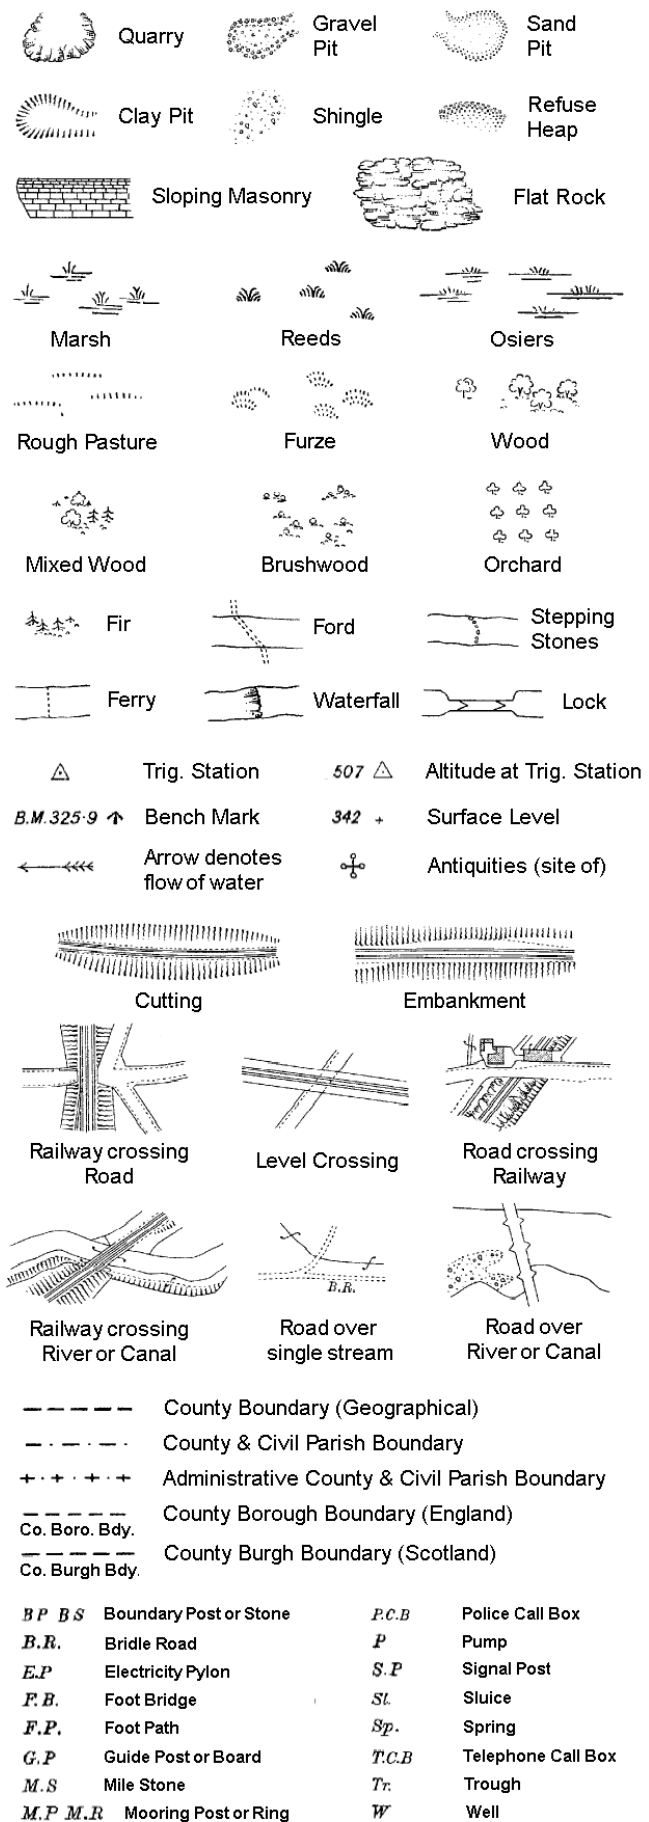 Quarry
Gravel Pit
Sand Pit
Clay Pit
Shingle
Refuse Heap
Sloping Masonry
Flat Rock
Marsh
Reeds
Osiers
Rough Pasture
Furze
Wood
Mixed Wood
Brushwood
Orchard
Fir
Ford
Stepping Stones
Ferry
Waterfall
Lock
Trig. Station
507
Altitude at Trig. Station
B.M. 325·9
Bench Mark
342 +
Surface Level
Arrow denotes
flow of water
Antiquities (site of)
Cutting
Embankment
Railway crossing
Road
Level Crossing
Road crossing
Railway
B.R.
Railway crossing
River or Canal
Road over
single stream
Road over
River or Canal
County Boundary (Geographical)
County & Civil Parish Boundary
Administrative County & Civil Parish Boundary
County Borough Boundary (England)
Co. Boro. Bdy.
County Burgh Boundary (Scotland)
Co. Burgh Bdy.
B P B S Boundary Post or Stone
B.R. Bridle Road
E.P Electricity Pylon
F.B. Foot Bridge
F.P. Foot Path
G.P Guide Post or Board
M.S Mile Stone
M.P M.R Mooring Post or Ring
P.C.B Police Call Box
P Pump
S.P Signal Post
Sl. Sluice
Sp. Spring
T.C.B Telephone Call Box
Tr. Trough
W Well